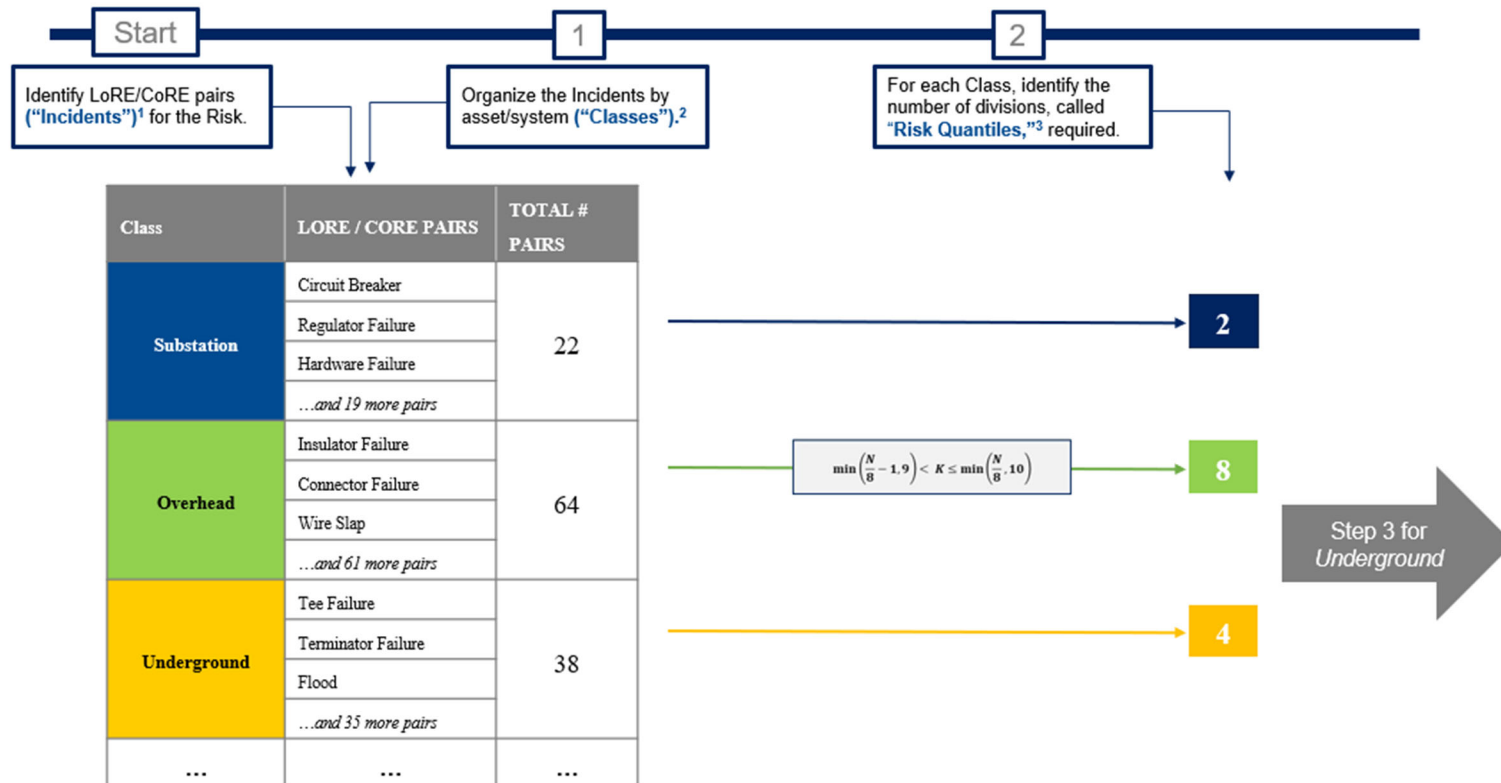 Start
1
2
Identify LoRE/CoRE pairs
("Incidents")¹ for the Risk.
Organize the Incidents by
asset/system ("Classes").²
For each Class, identify the
number of divisions, called
"Risk Quantiles,"³ required.
Class
LORE / CORE PAIRS
TOTAL #
PAIRS
Substation
Circuit Breaker
Regulator Failure
Hardware Failure
...and 19 more pairs
22
2
Overhead
Insulator Failure
Connector Failure
Wire Slap
...and 61 more pairs
64
min(N/8 − 1, 9) < K ≤ min(N/8, 10)
8
Underground
Tee Failure
Terminator Failure
Flood
...and 35 more pairs
38
4
Step 3 for
Underground
... ... ...